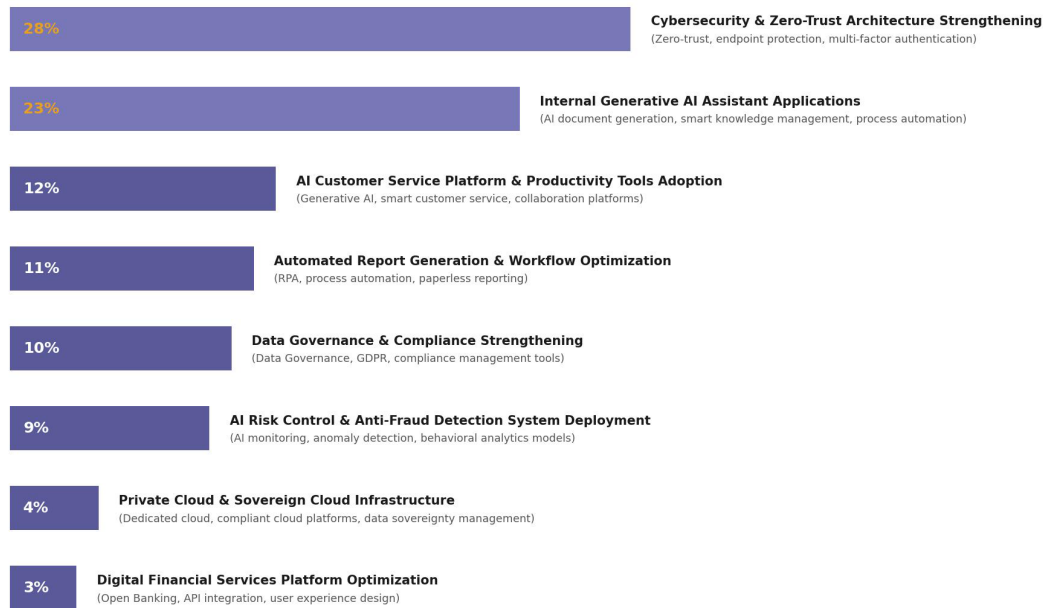 28%
Cybersecurity & Zero-Trust Architecture Strengthening
(Zero-trust, endpoint protection, multi-factor authentication)
23%
Internal Generative AI Assistant Applications
(AI document generation, smart knowledge management, process automation)
12%
AI Customer Service Platform & Productivity Tools Adoption
(Generative AI, smart customer service, collaboration platforms)
11%
Automated Report Generation & Workflow Optimization
(RPA, process automation, paperless reporting)
10%
Data Governance & Compliance Strengthening
(Data Governance, GDPR, compliance management tools)
9%
AI Risk Control & Anti-Fraud Detection System Deployment
(AI monitoring, anomaly detection, behavioral analytics models)
4%
Private Cloud & Sovereign Cloud Infrastructure
(Dedicated cloud, compliant cloud platforms, data sovereignty management)
3%
Digital Financial Services Platform Optimization
(Open Banking, API integration, user experience design)